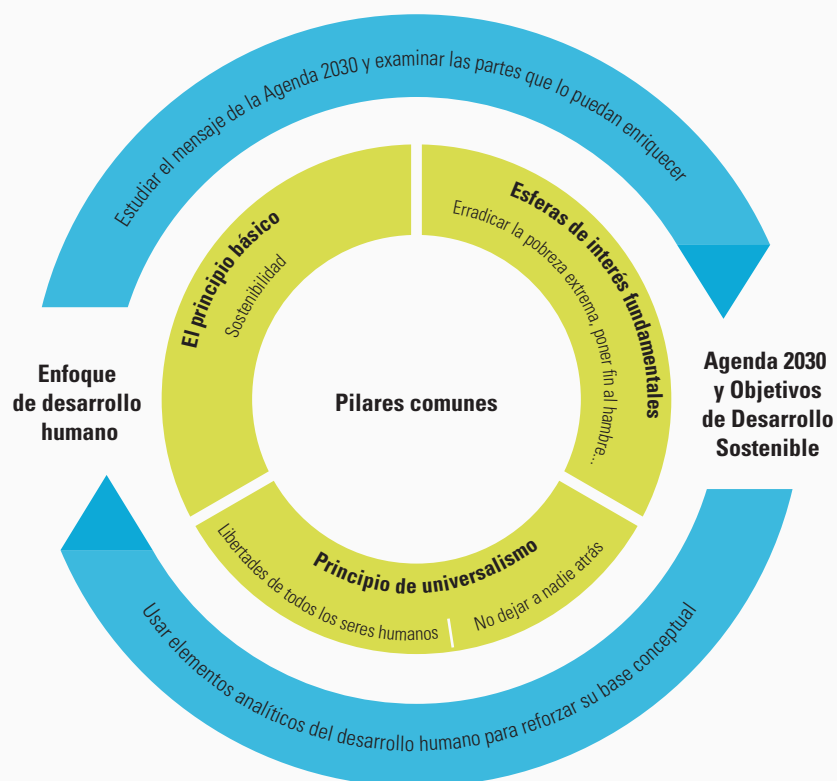 Estudiar el mensaje de la Agenda 2030 y examinar las partes que lo puedan enriquecer
El principio básico
Sostenibilidad
Esferas de interés fundamentales
Erradicar la pobreza extrema, poner fin al hambre...
Enfoque
de desarrollo
humano
Pilares comunes
Agenda 2030
y Objetivos
de Desarrollo
Sostenible
Principio de universalismo
Libertades de todos los seres humanos
No dejar a nadie atrás
Usar elementos analíticos del desarrollo humano para reforzar su base conceptual